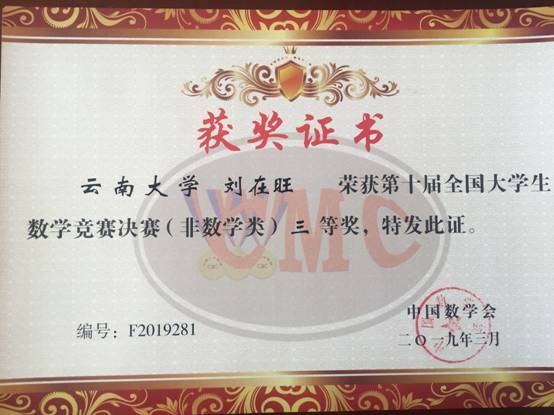 获奖证书
云南大学 刘在旺 荣获第十届全国大学生
数学竞赛决赛(非数学类)三等奖,特发此证。
CMC
中国数学会
编号:F2019281
二〇一九年三月